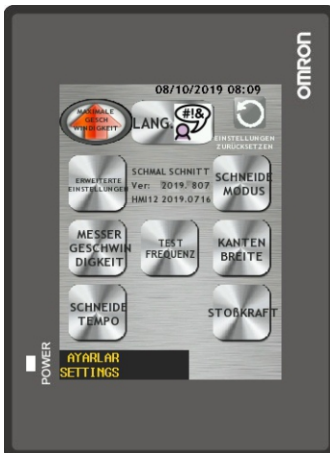 OMRON
08/10/2019 08:09
MAXIMALE
GESCH
WINDIGKEIT
LANG.
#!&
EINSTELLUNGEN
ZURÜCKSETZEN
ERWEITERTE
EINSTELLUNGEN
SCHMAL SCHNITT
Ver: 2019. 807
HMI12 2019.0716
SCHNEIDE
MODUS
MESSER
GESCHWIN
DIGKEIT
TEST
FREQUENZ
KANTEN
BREITE
SCHNEIDE
TEMPO
STOßKRAFT
AYARLAR
SETTINGS
POWER